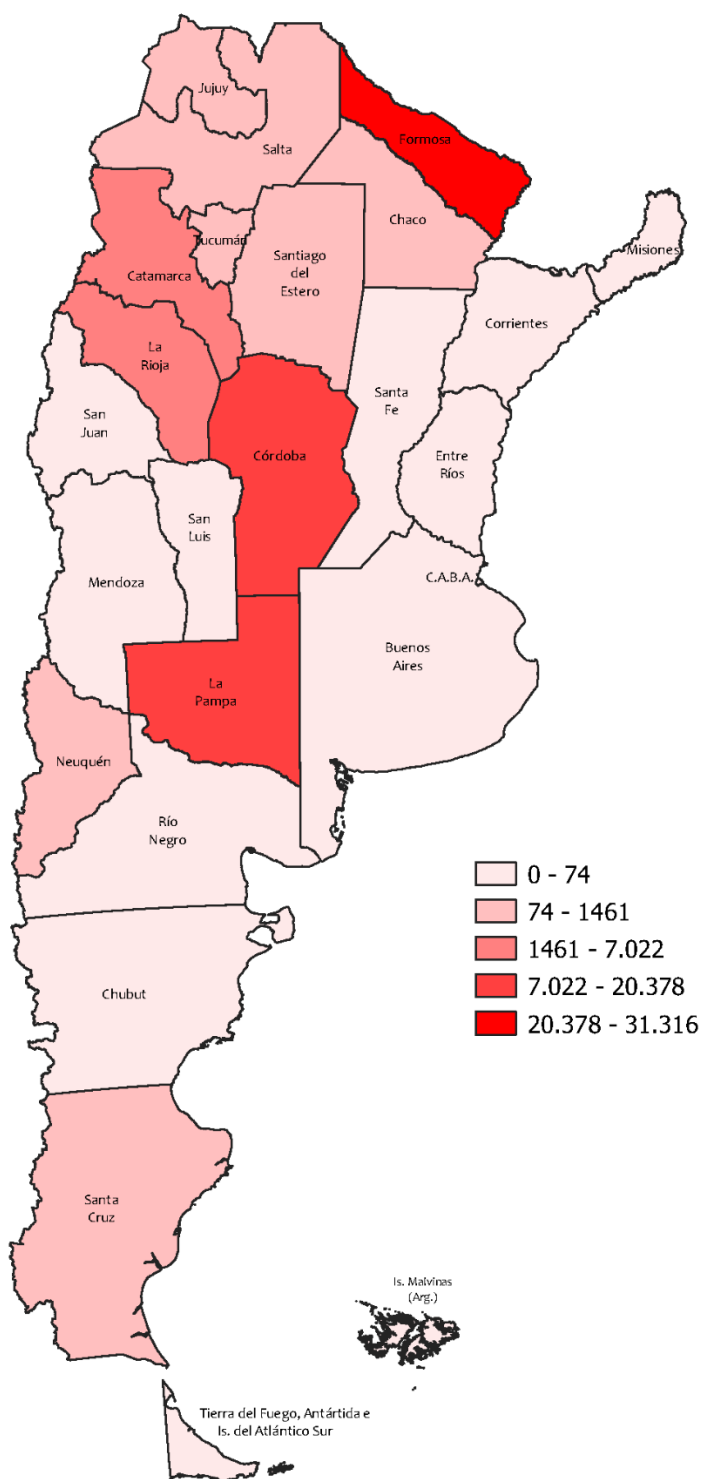 Jujuy
Salta
Formosa
Chaco
Tucumán
Misiones
Santiago
del
Estero
Catamarca
Corrientes
La
Rioja
Santa
Fe
San
Juan
Córdoba
Entre
Ríos
San
Luis
Mendoza
C.A.B.A.
Buenos
Aires
La
Pampa
Neuquén
Río
Negro
0 - 74
74 - 1461
1461 - 7.022
7.022 - 20.378
20.378 - 31.316
Chubut
Santa
Cruz
Is. Malvinas
(Arg.)
Tierra del Fuego, Antártida e
Is. del Atlántico Sur